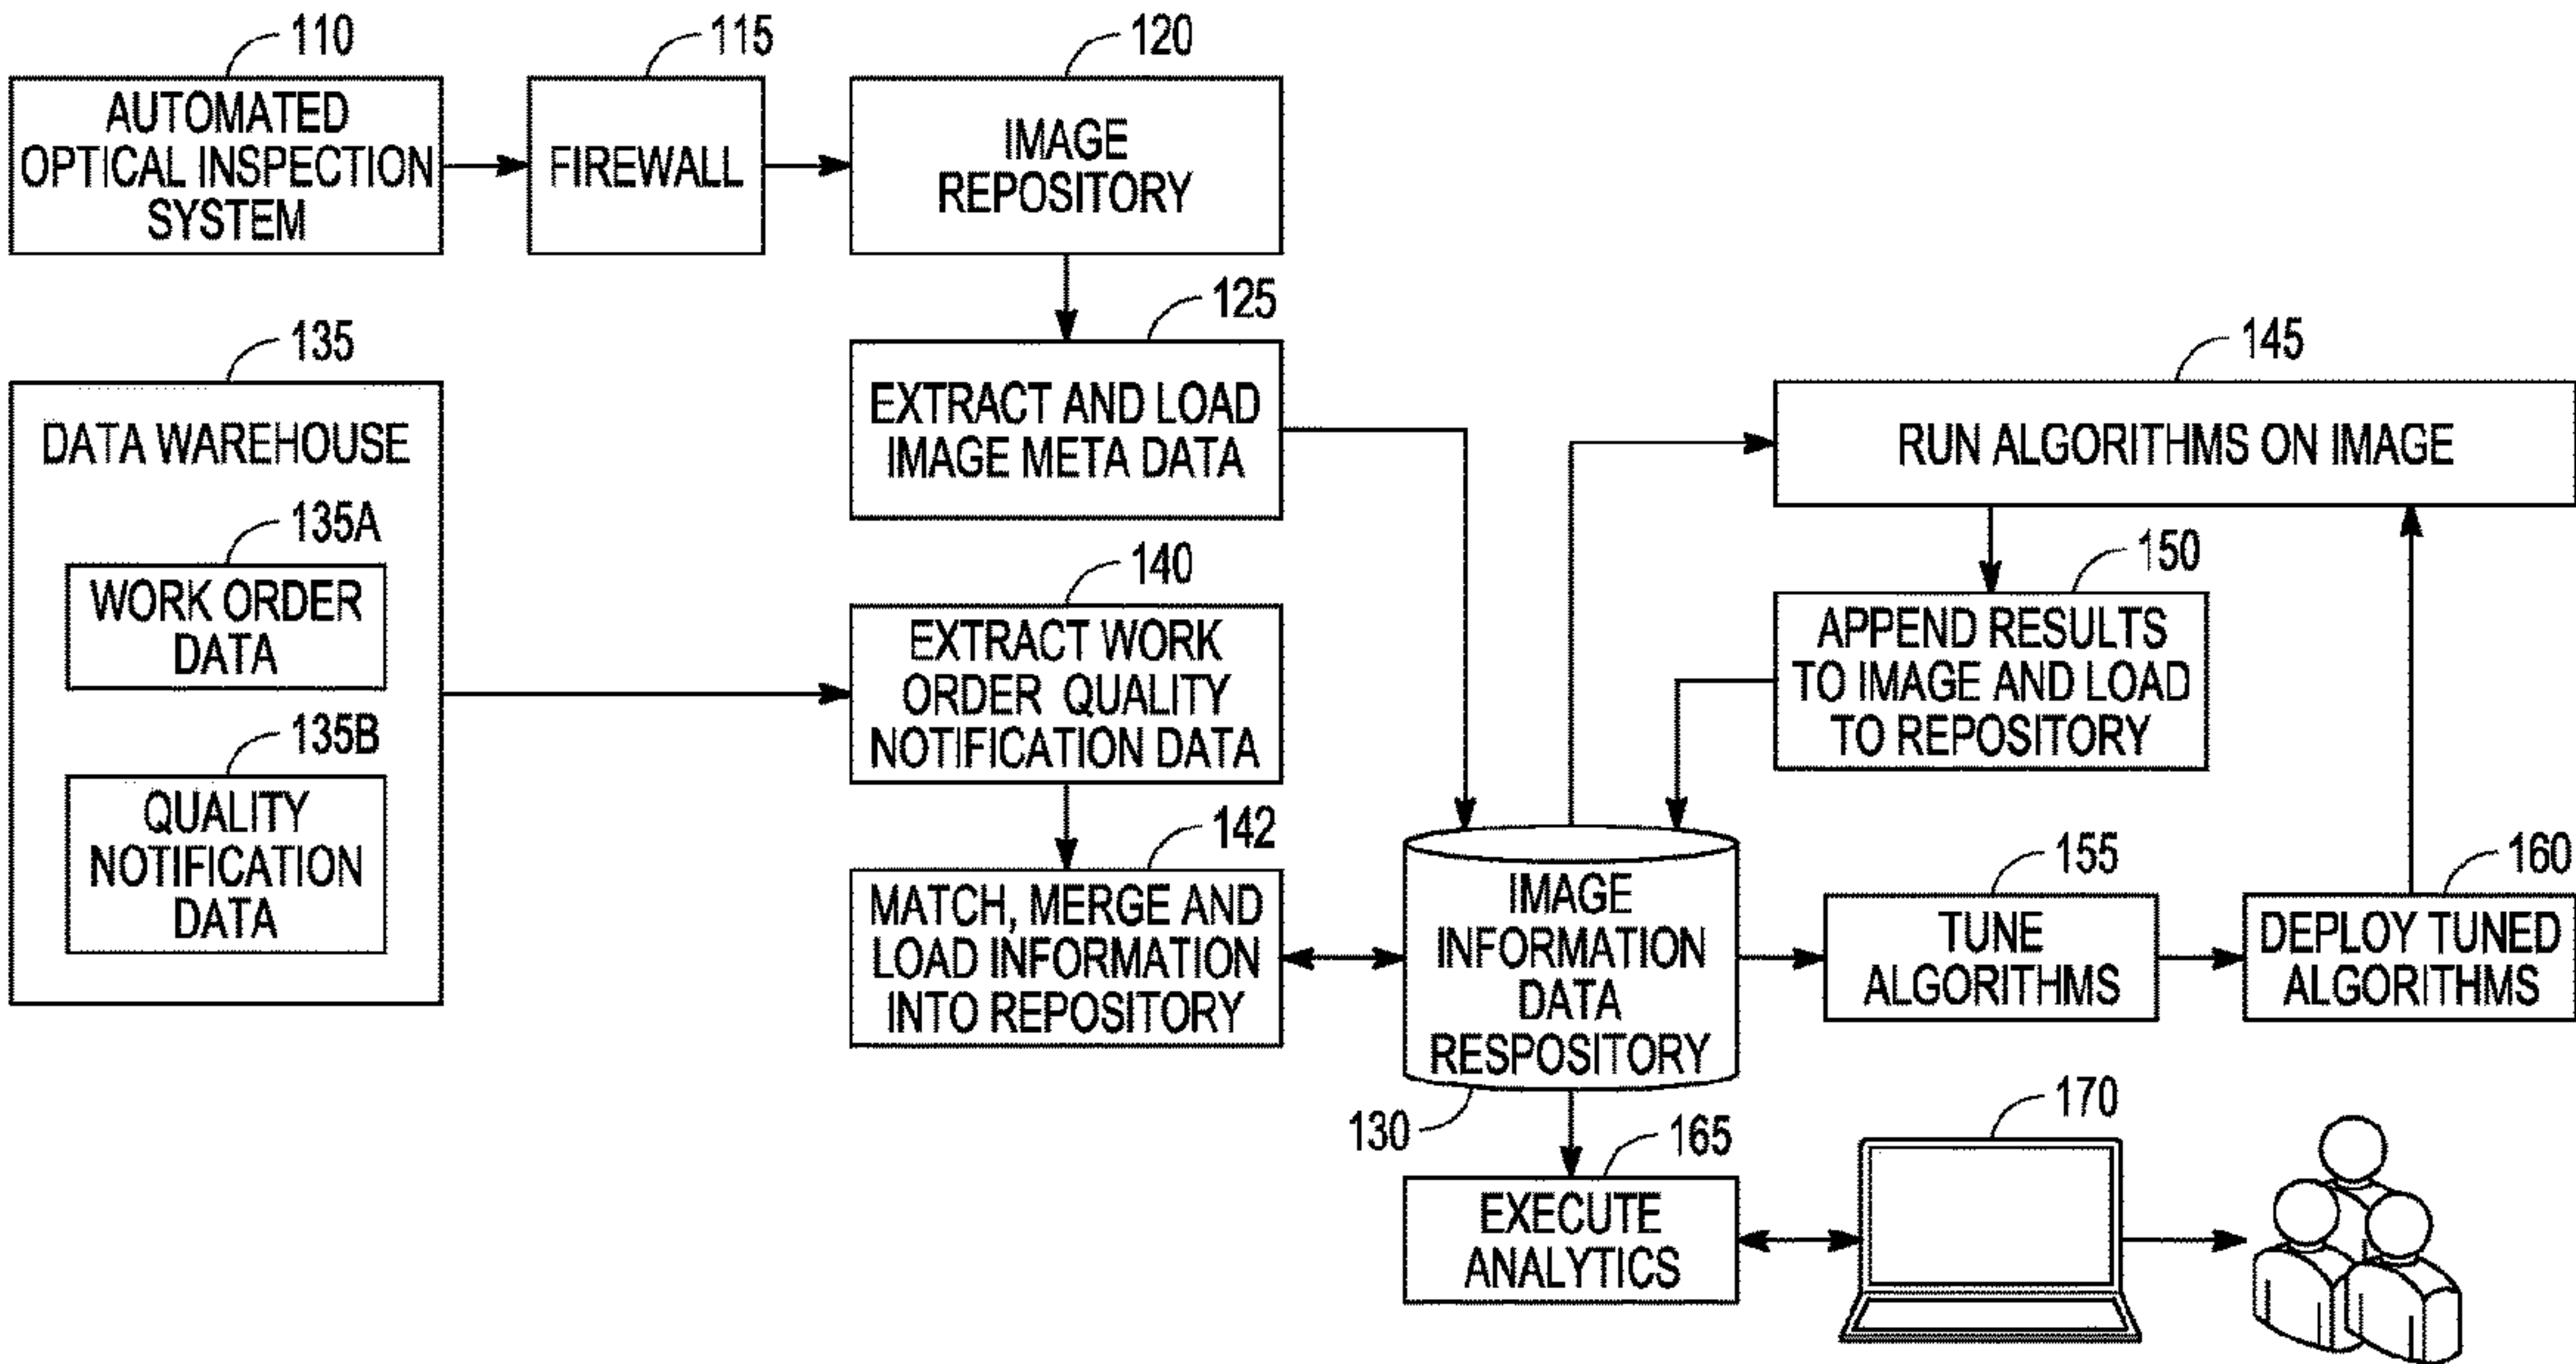 110
AUTOMATED
OPTICAL INSPECTION
SYSTEM
115
FIREWALL
120
IMAGE
REPOSITORY
125
EXTRACT AND LOAD
IMAGE META DATA
135
DATA WAREHOUSE
135A
WORK ORDER
DATA
135B
QUALITY
NOTIFICATION
DATA
140
EXTRACT WORK
ORDER QUALITY
NOTIFICATION DATA
142
MATCH, MERGE AND
LOAD INFORMATION
INTO REPOSITORY
145
RUN ALGORITHMS ON IMAGE
150
APPEND RESULTS
TO IMAGE AND LOAD
TO REPOSITORY
IMAGE
INFORMATION
DATA
RESPOSITORY
130
155
TUNE
ALGORITHMS
160
DEPLOY TUNED
ALGORITHMS
165
EXECUTE
ANALYTICS
170